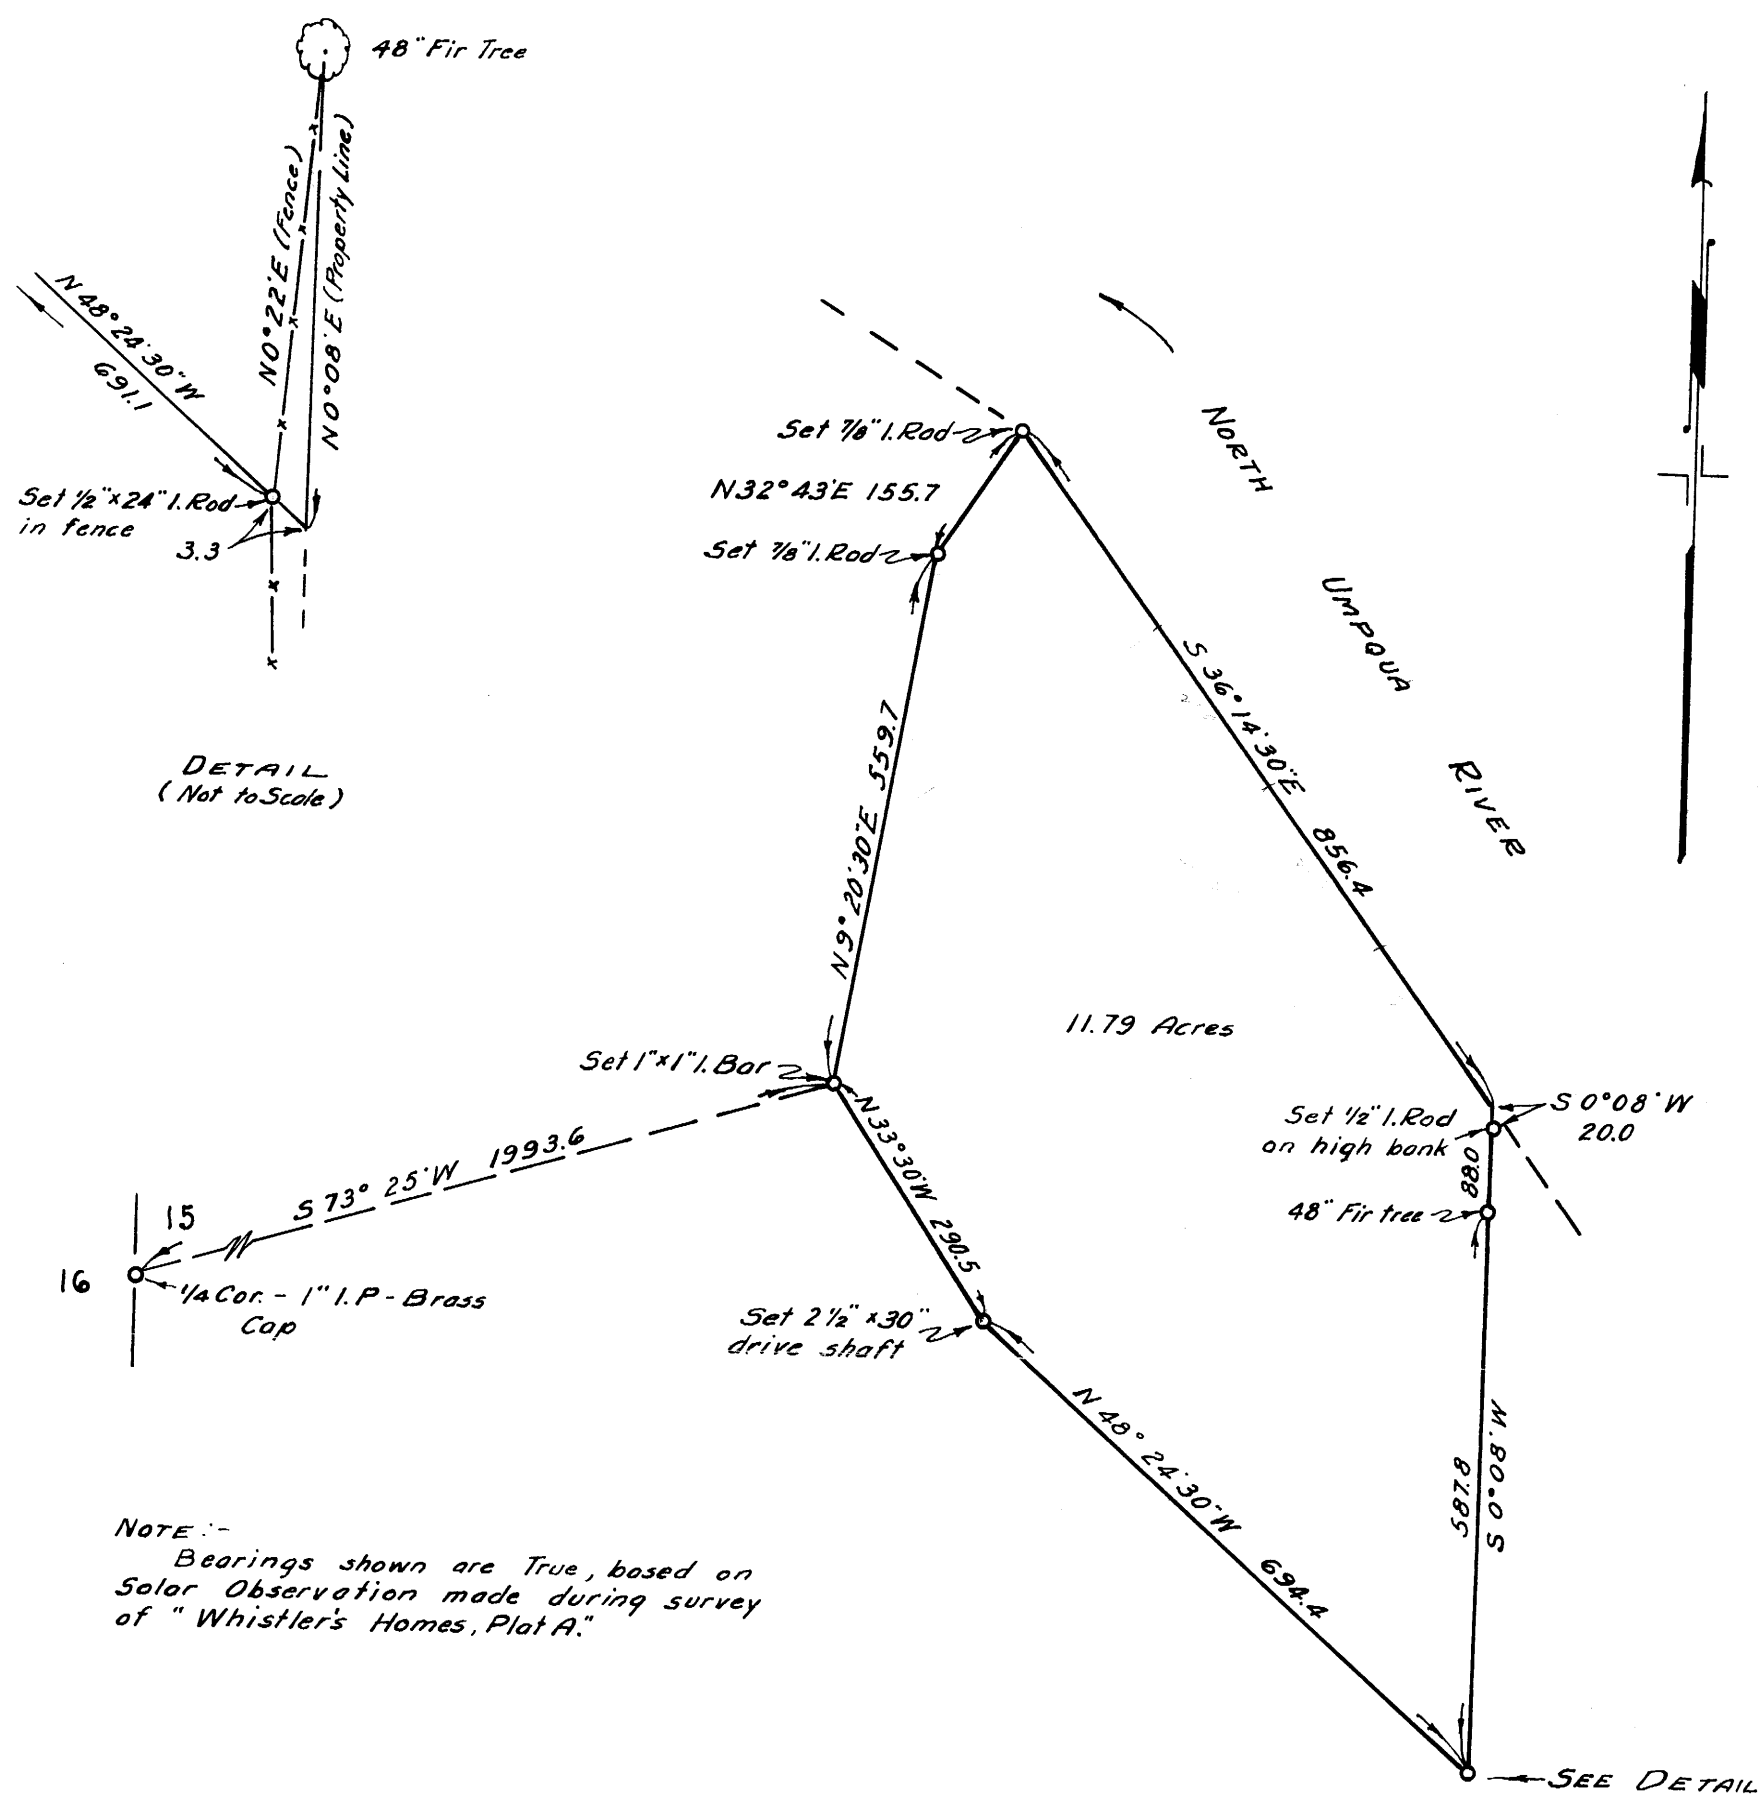 48" Fir Tree
N0°22'E (Fence)
N0°08'E (Property Line)
N48°24'30"W
691.1
Set 1/2"x24" I.Rod
in fence
3.3
DETAIL
(Not to Scale)
Set 7/8" I.Rod
N32°43'E 155.7
Set 7/8" I.Rod
NORTH
UMPQUA
RIVER
S 36°14'30"E 856.4
N9°20'30"E 559.7
11.79 Acres
Set 1"x1" I.Bar
S 73° 25'W 1993.6
15
16
1/4 Cor. - 1" I.P - Brass
Cap
N33°30'W 290.5
Set 1/2" I.Rod
on high bank
S 0°08'W
20.0
88.0
48" Fir tree
Set 2 1/2" x30"
drive shaft
N 48° 24'30"W 694.4
587.8
S 0°08'W
NOTE:-
Bearings shown are True, based on
Solar Observation made during survey
of "Whistler's Homes, Plat A."
SEE DETAIL